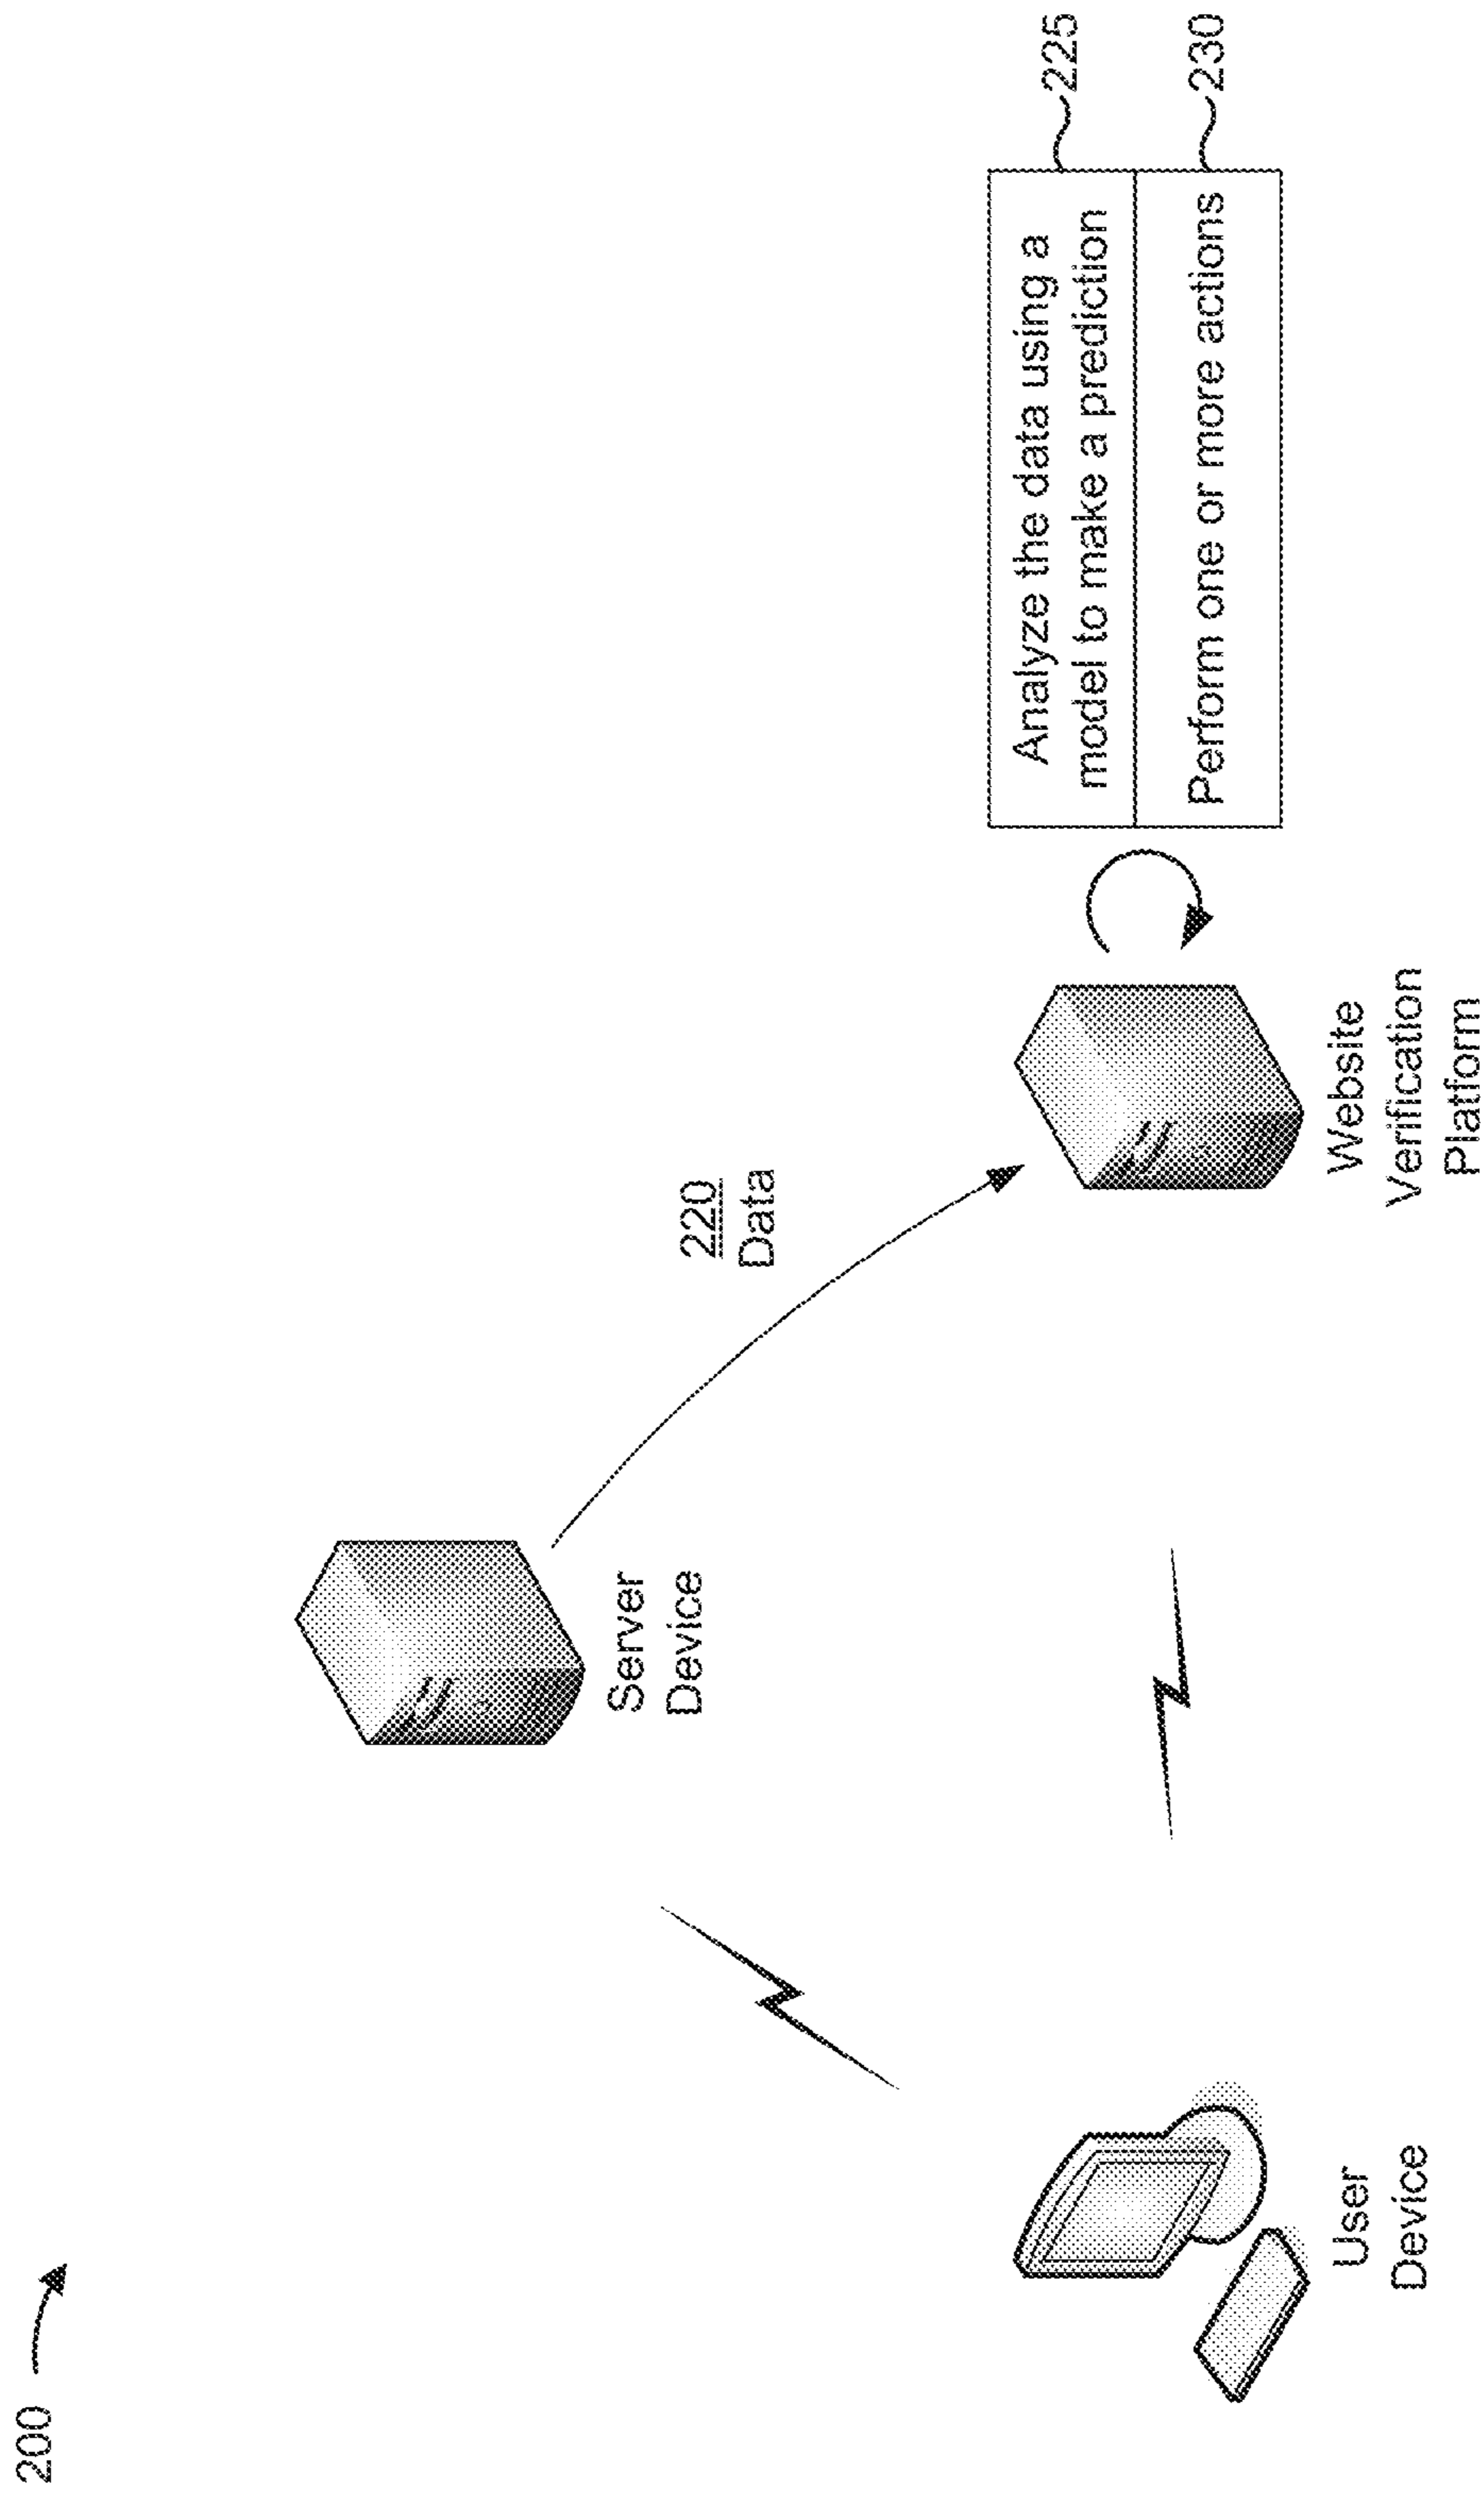 200
Server
Device
220
Data
User
Device
Website
Verification
Platform
Analyze the data using a
model to make a prediction
225
Perform one or more actions
230